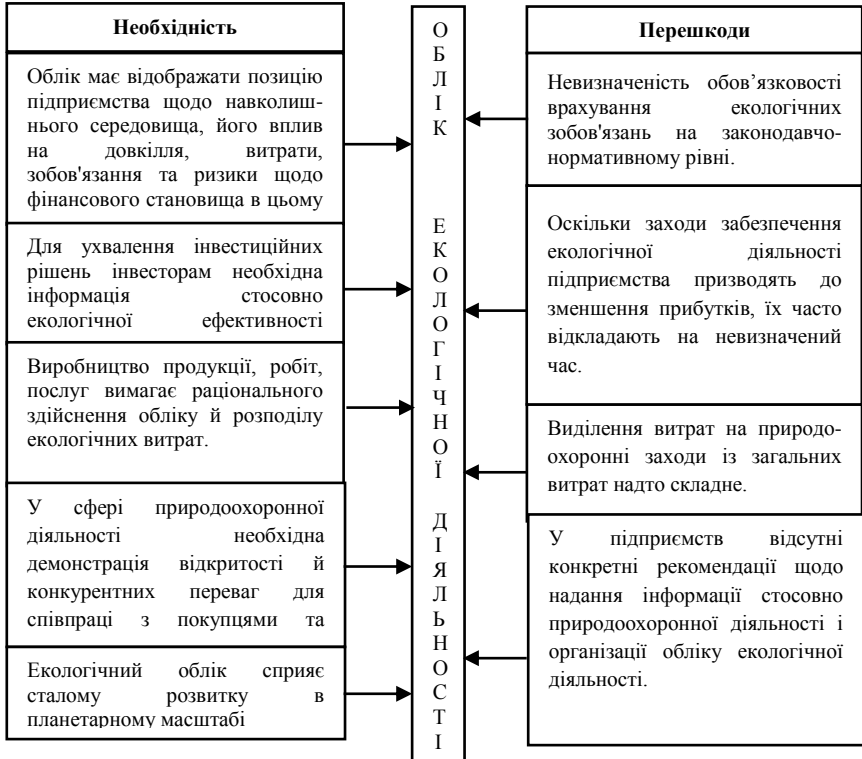 Необхідність
Облік має відображати позицію
підприємства щодо навколиш-
нього середовища, його вплив
на довкілля, витрати,
зобов'язання та ризики щодо
фінансового становища в цьому
Для ухвалення інвестиційних
рішень інвесторам необхідна
інформація стосовно
екологічної ефективності
Виробництво продукції, робіт,
послуг вимагає раціонального
здійснення обліку й розподілу
екологічних витрат.
У сфері природоохоронної
діяльності необхідна
демонстрація відкритості й
конкурентних переваг для
співпраці з покупцями та
Екологічний облік сприяє
сталому розвитку в
планетарному масштабі
ОБЛІК ЕКОЛОГІЧНОЇ ДІЯЛЬНОСТІ
Перешкоди
Невизначеність обов’язковості
врахування екологічних
зобов'язань на законодавчо-
нормативному рівні.
Оскільки заходи забезпечення
екологічної діяльності
підприємства призводять до
зменшення прибутків, їх часто
відкладають на невизначений
час.
Виділення витрат на природо-
охоронні заходи із загальних
витрат надто складне.
У підприємств відсутні
конкретні рекомендації щодо
надання інформації стосовно
природоохоронної діяльності і
організації обліку екологічної
діяльності.